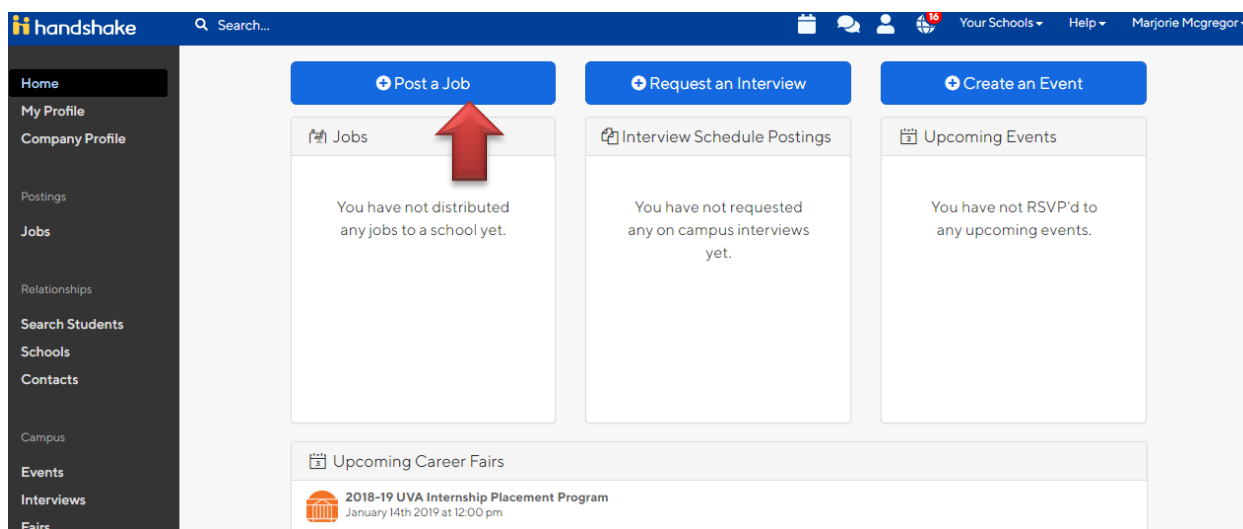 handshake
Search...
16
Your Schools
Help
Marjorie Mcgregor
Home
My Profile
Company Profile
Postings
Jobs
Relationships
Search Students
Schools
Contacts
Campus
Events
Interviews
Fairs
Post a Job
Request an Interview
Create an Event
Jobs
You have not distributed
any jobs to a school yet.
Interview Schedule Postings
You have not requested
any on campus interviews
yet.
3
Upcoming Events
You have not RSVP'd to
any upcoming events.
3
Upcoming Career Fairs
2018-19 UVA Internship Placement Program
January 14th 2019 at 12:00 pm